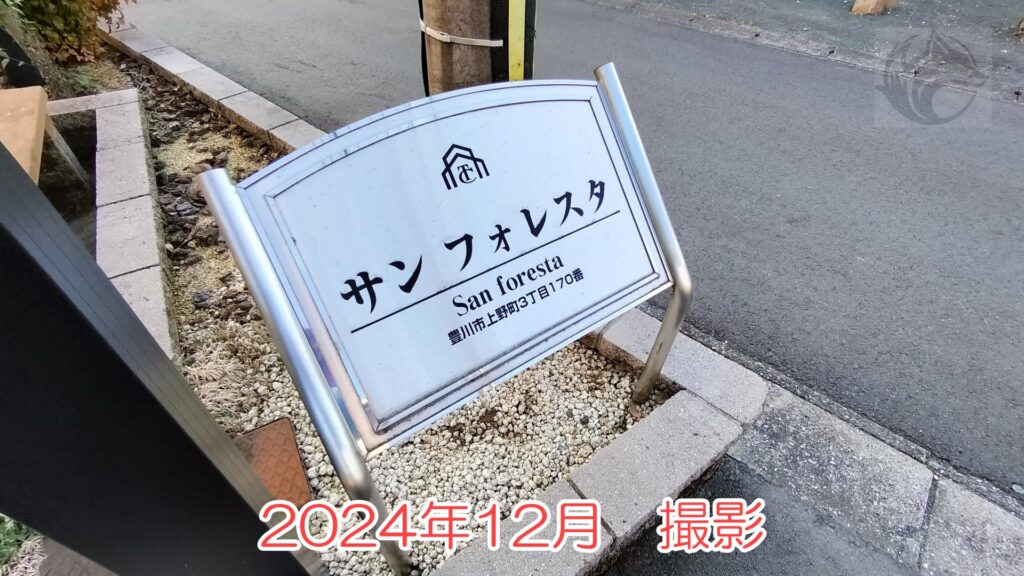 サン フォレスタ
San foresta
豊川市上野町3丁目170番
2024年12月 撮影